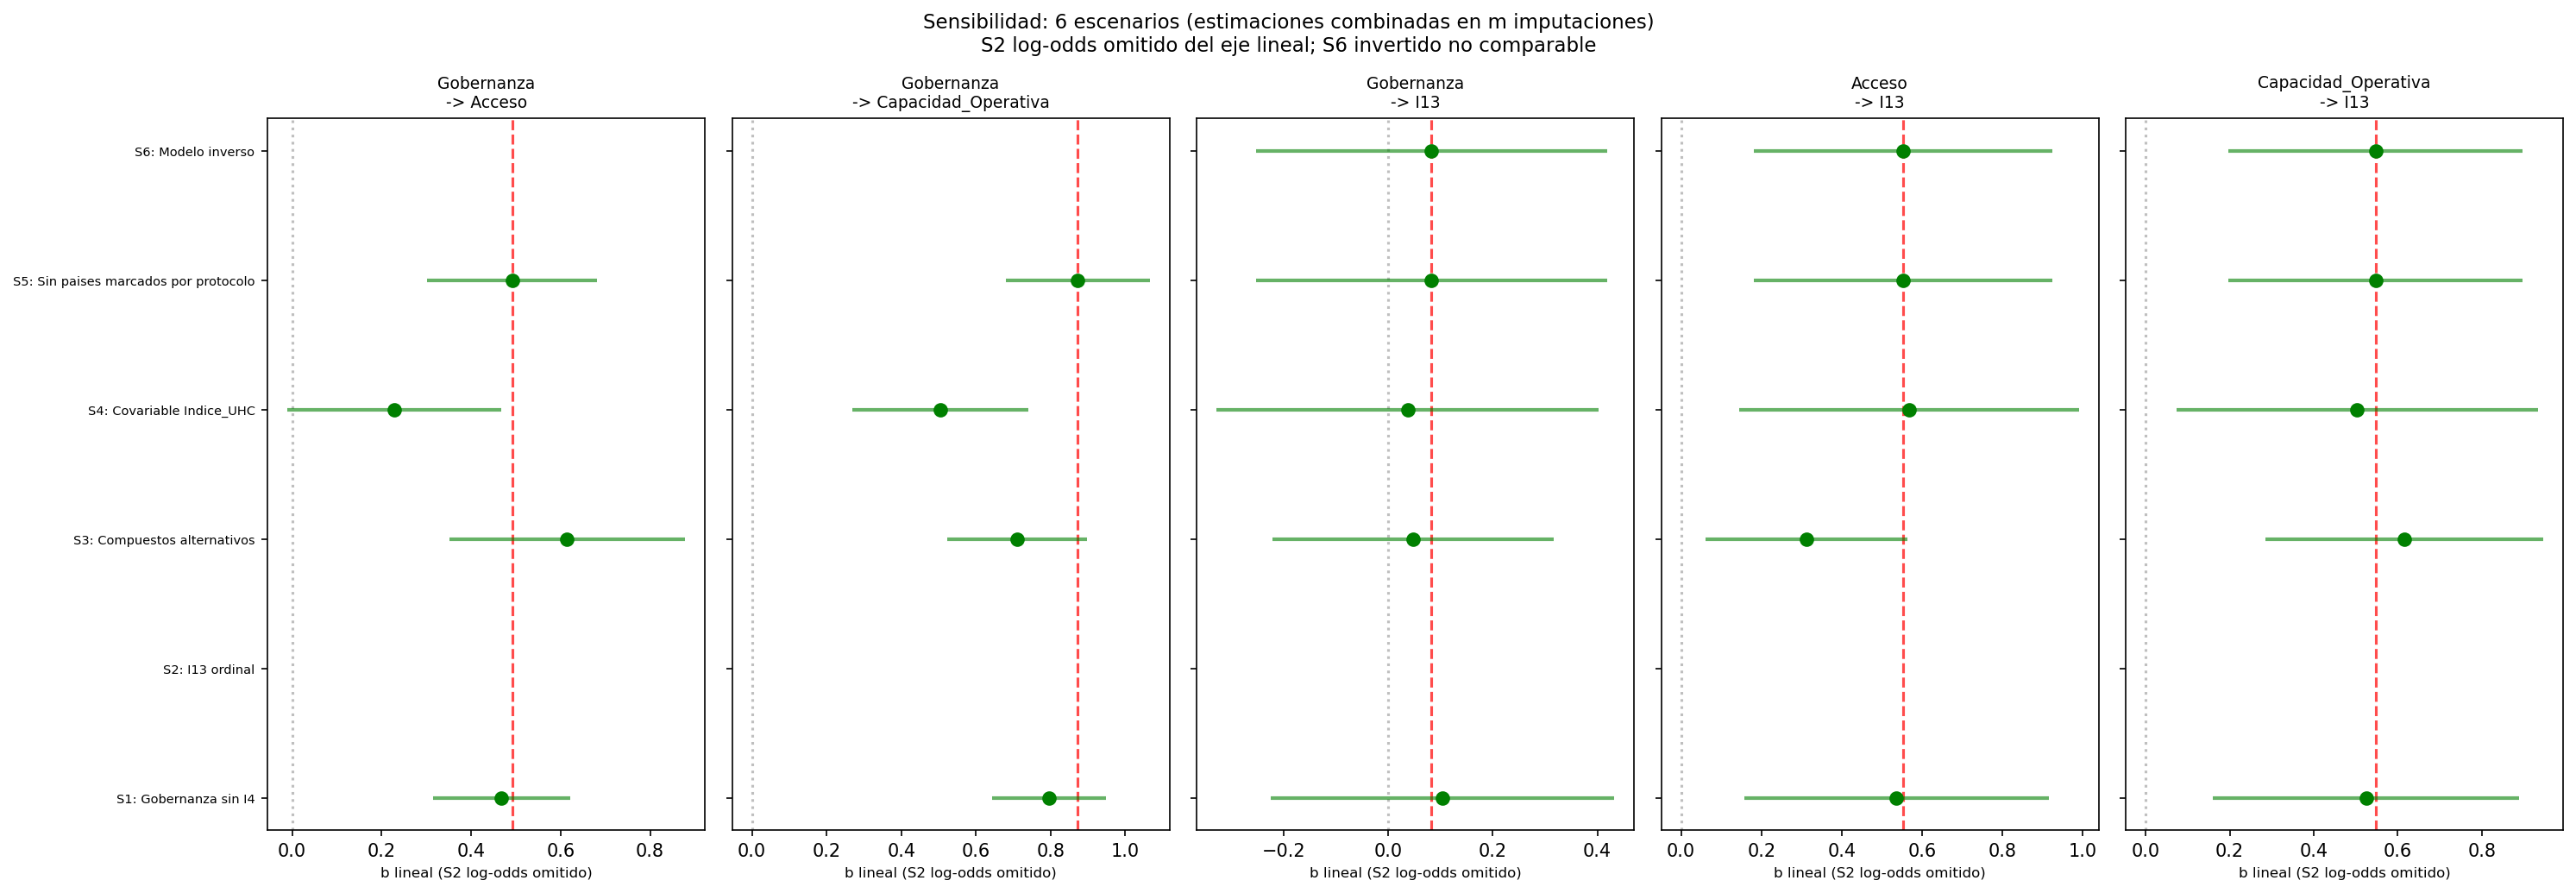 Sensibilidad: 6 escenarios (estimaciones combinadas en m imputaciones)
S2 log-odds omitido del eje lineal; S6 invertido no comparable
Gobernanza
-> Acceso
Gobernanza
-> Capacidad_Operativa
Gobernanza
-> I13
Acceso
-> I13
Capacidad_Operativa
-> I13
S6: Modelo inverso
S5: Sin paises marcados por protocolo
S4: Covariable Indice_UHC
S3: Compuestos alternativos
S2: I13 ordinal
S1: Gobernanza sin I4
0.0 0.2 0.4 0.6 0.8
0.0 0.2 0.4 0.6 0.8 1.0
−0.2 0.0 0.2 0.4
0.0 0.2 0.4 0.6 0.8 1.0
0.0 0.2 0.4 0.6 0.8
b lineal (S2 log-odds omitido)
b lineal (S2 log-odds omitido)
b lineal (S2 log-odds omitido)
b lineal (S2 log-odds omitido)
b lineal (S2 log-odds omitido)